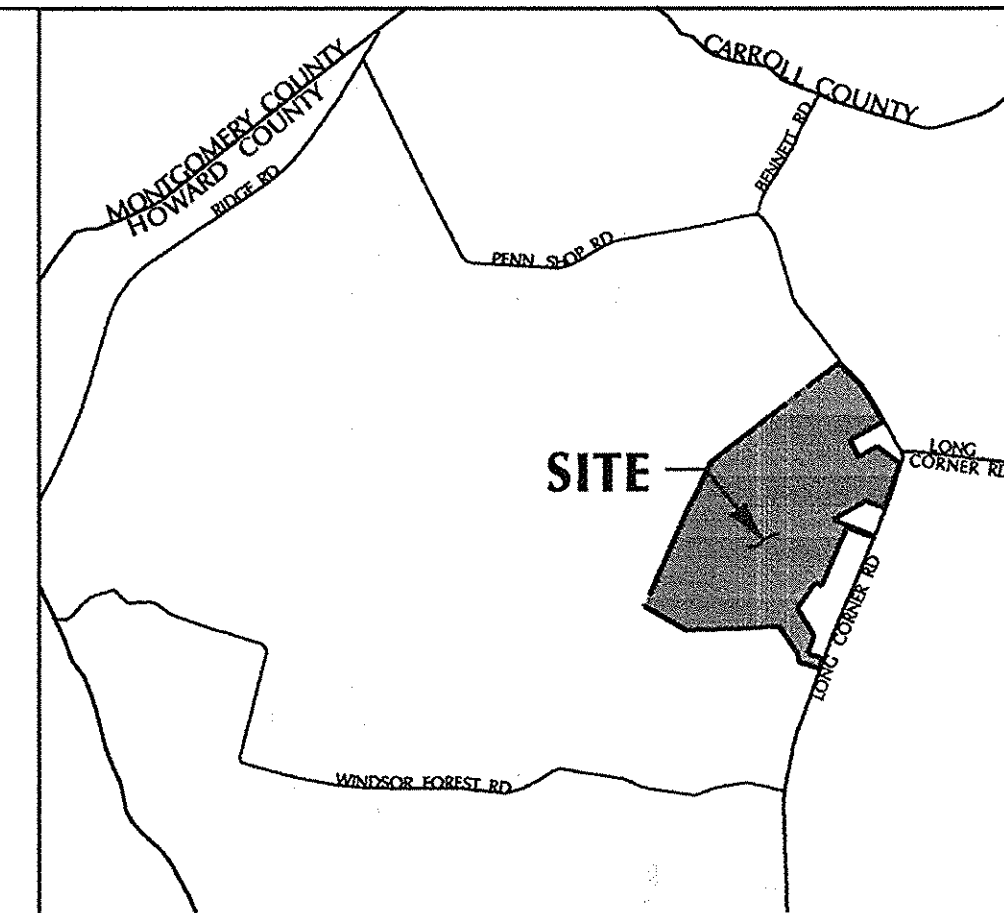 CARROLL COUNTY
MONTGOMERY COUNTY
HOWARD COUNTY
RIDGE RD
BENNETT RD
PENN SHOP RD
LONG
CORNER RD
SITE
LONG CORNER RD
WINDSOR FOREST RD